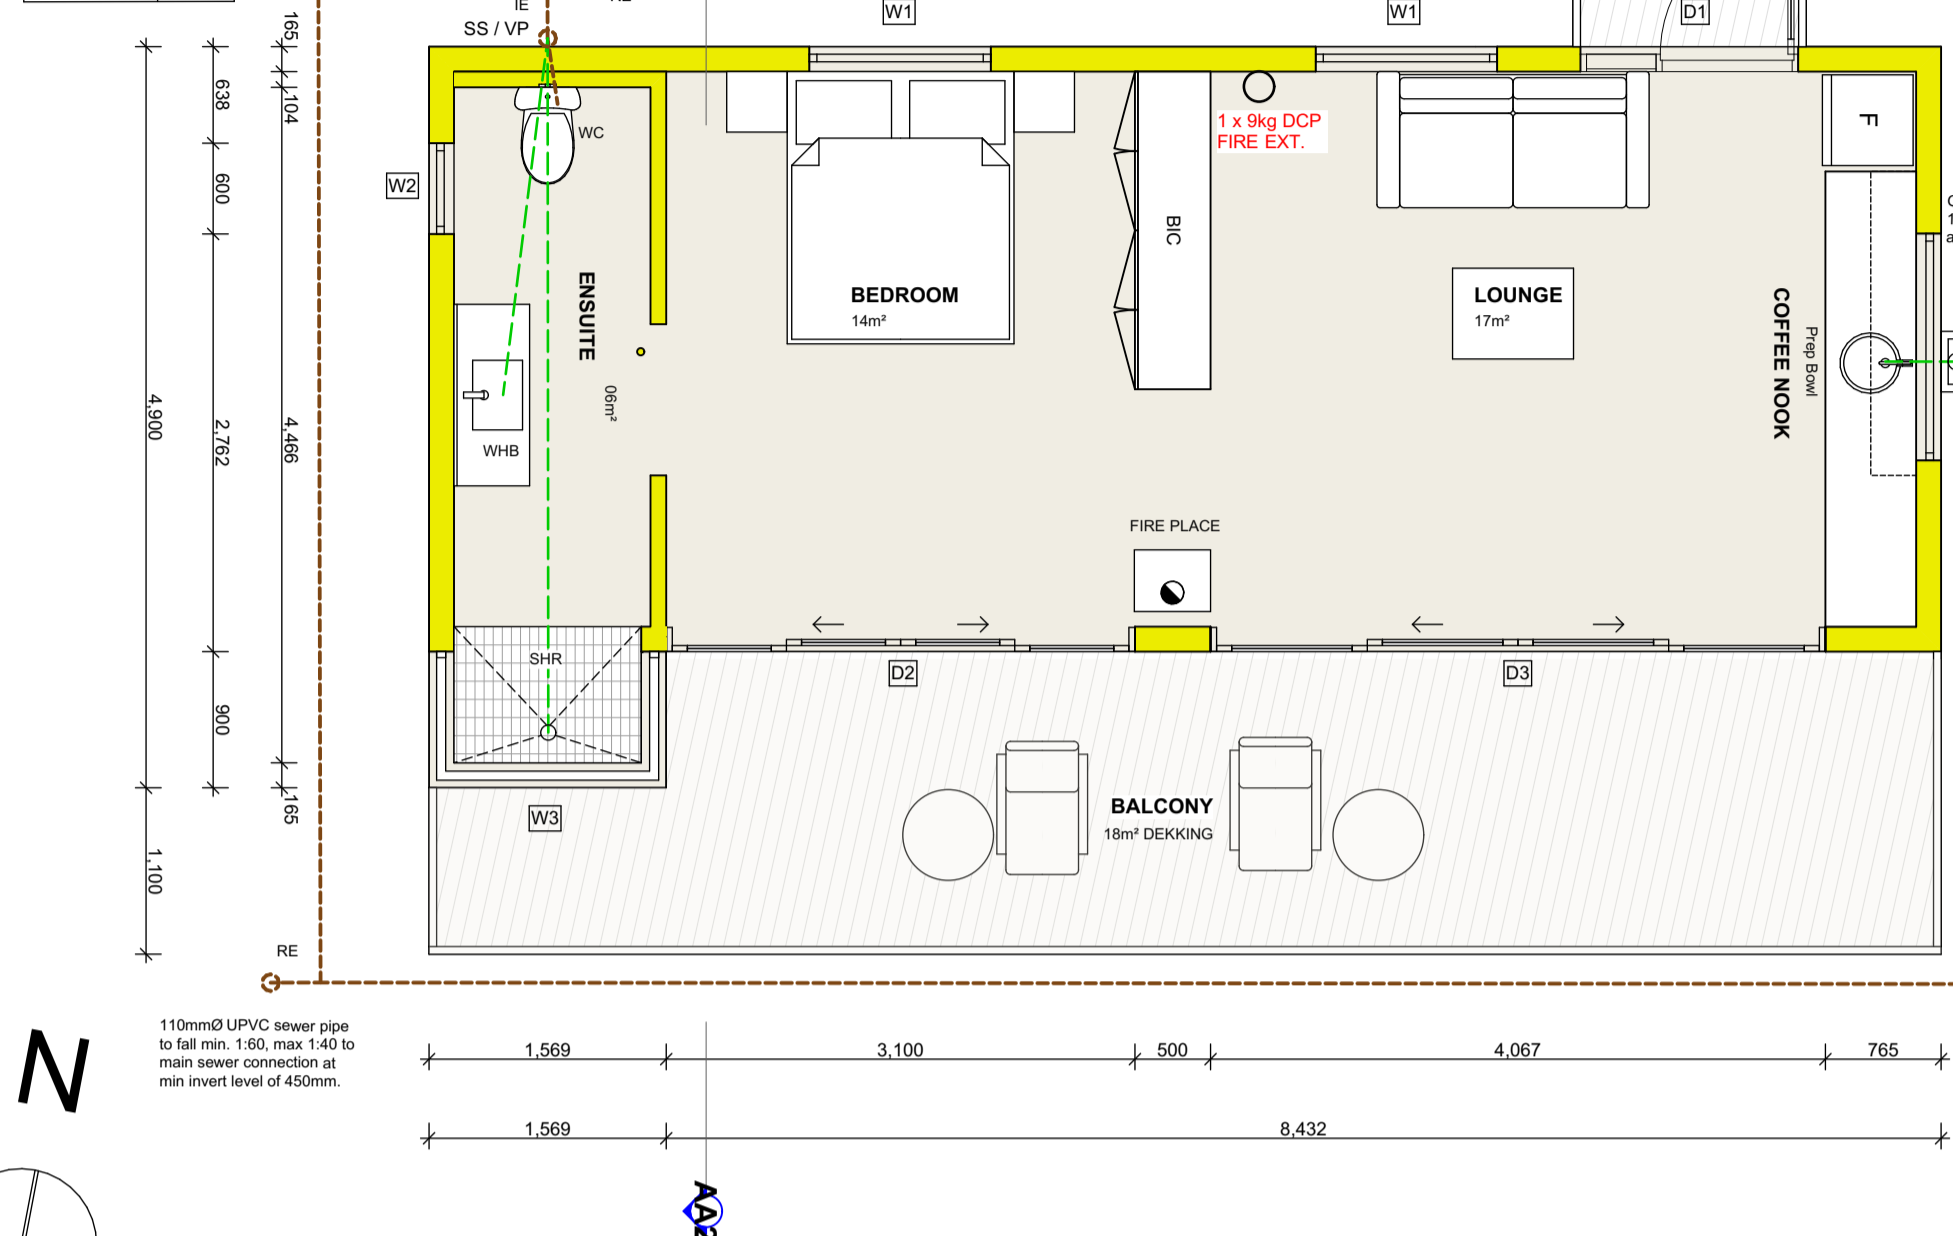 IE
SS / VP
W1
W1
D1
165
638
104
WC
1 x 9kg DCP
FIRE EXT.
F
600
W2
BIC
ENSUITE
06m²
BEDROOM
14m²
LOUNGE
17m²
COFFEE NOOK
Prep Bowl
1
a
4,900
2,762
4,466
WHB
FIRE PLACE
SHR
D2
D3
900
165
W3
BALCONY
18m² DEKKING
1,100
RE
110mmØ UPVC sewer pipe
to fall min. 1:60, max 1:40 to
main sewer connection at
min invert level of 450mm.
N
1,569
3,100
500
4,067
765
1,569
8,432